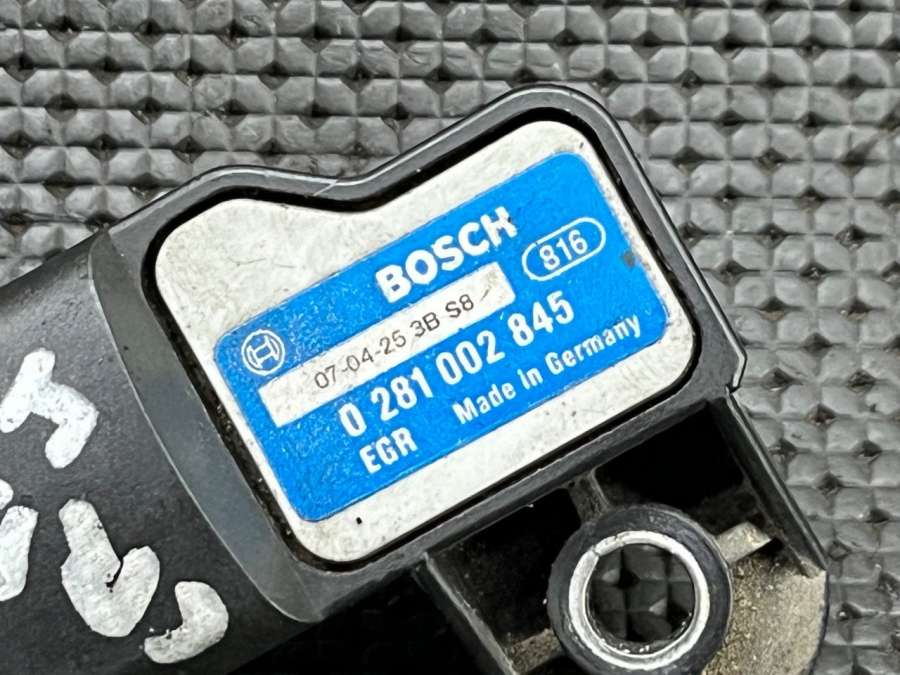 BOSCH
816
07-04-25 3B S8
0 281 002 845
EGR Made in Germany